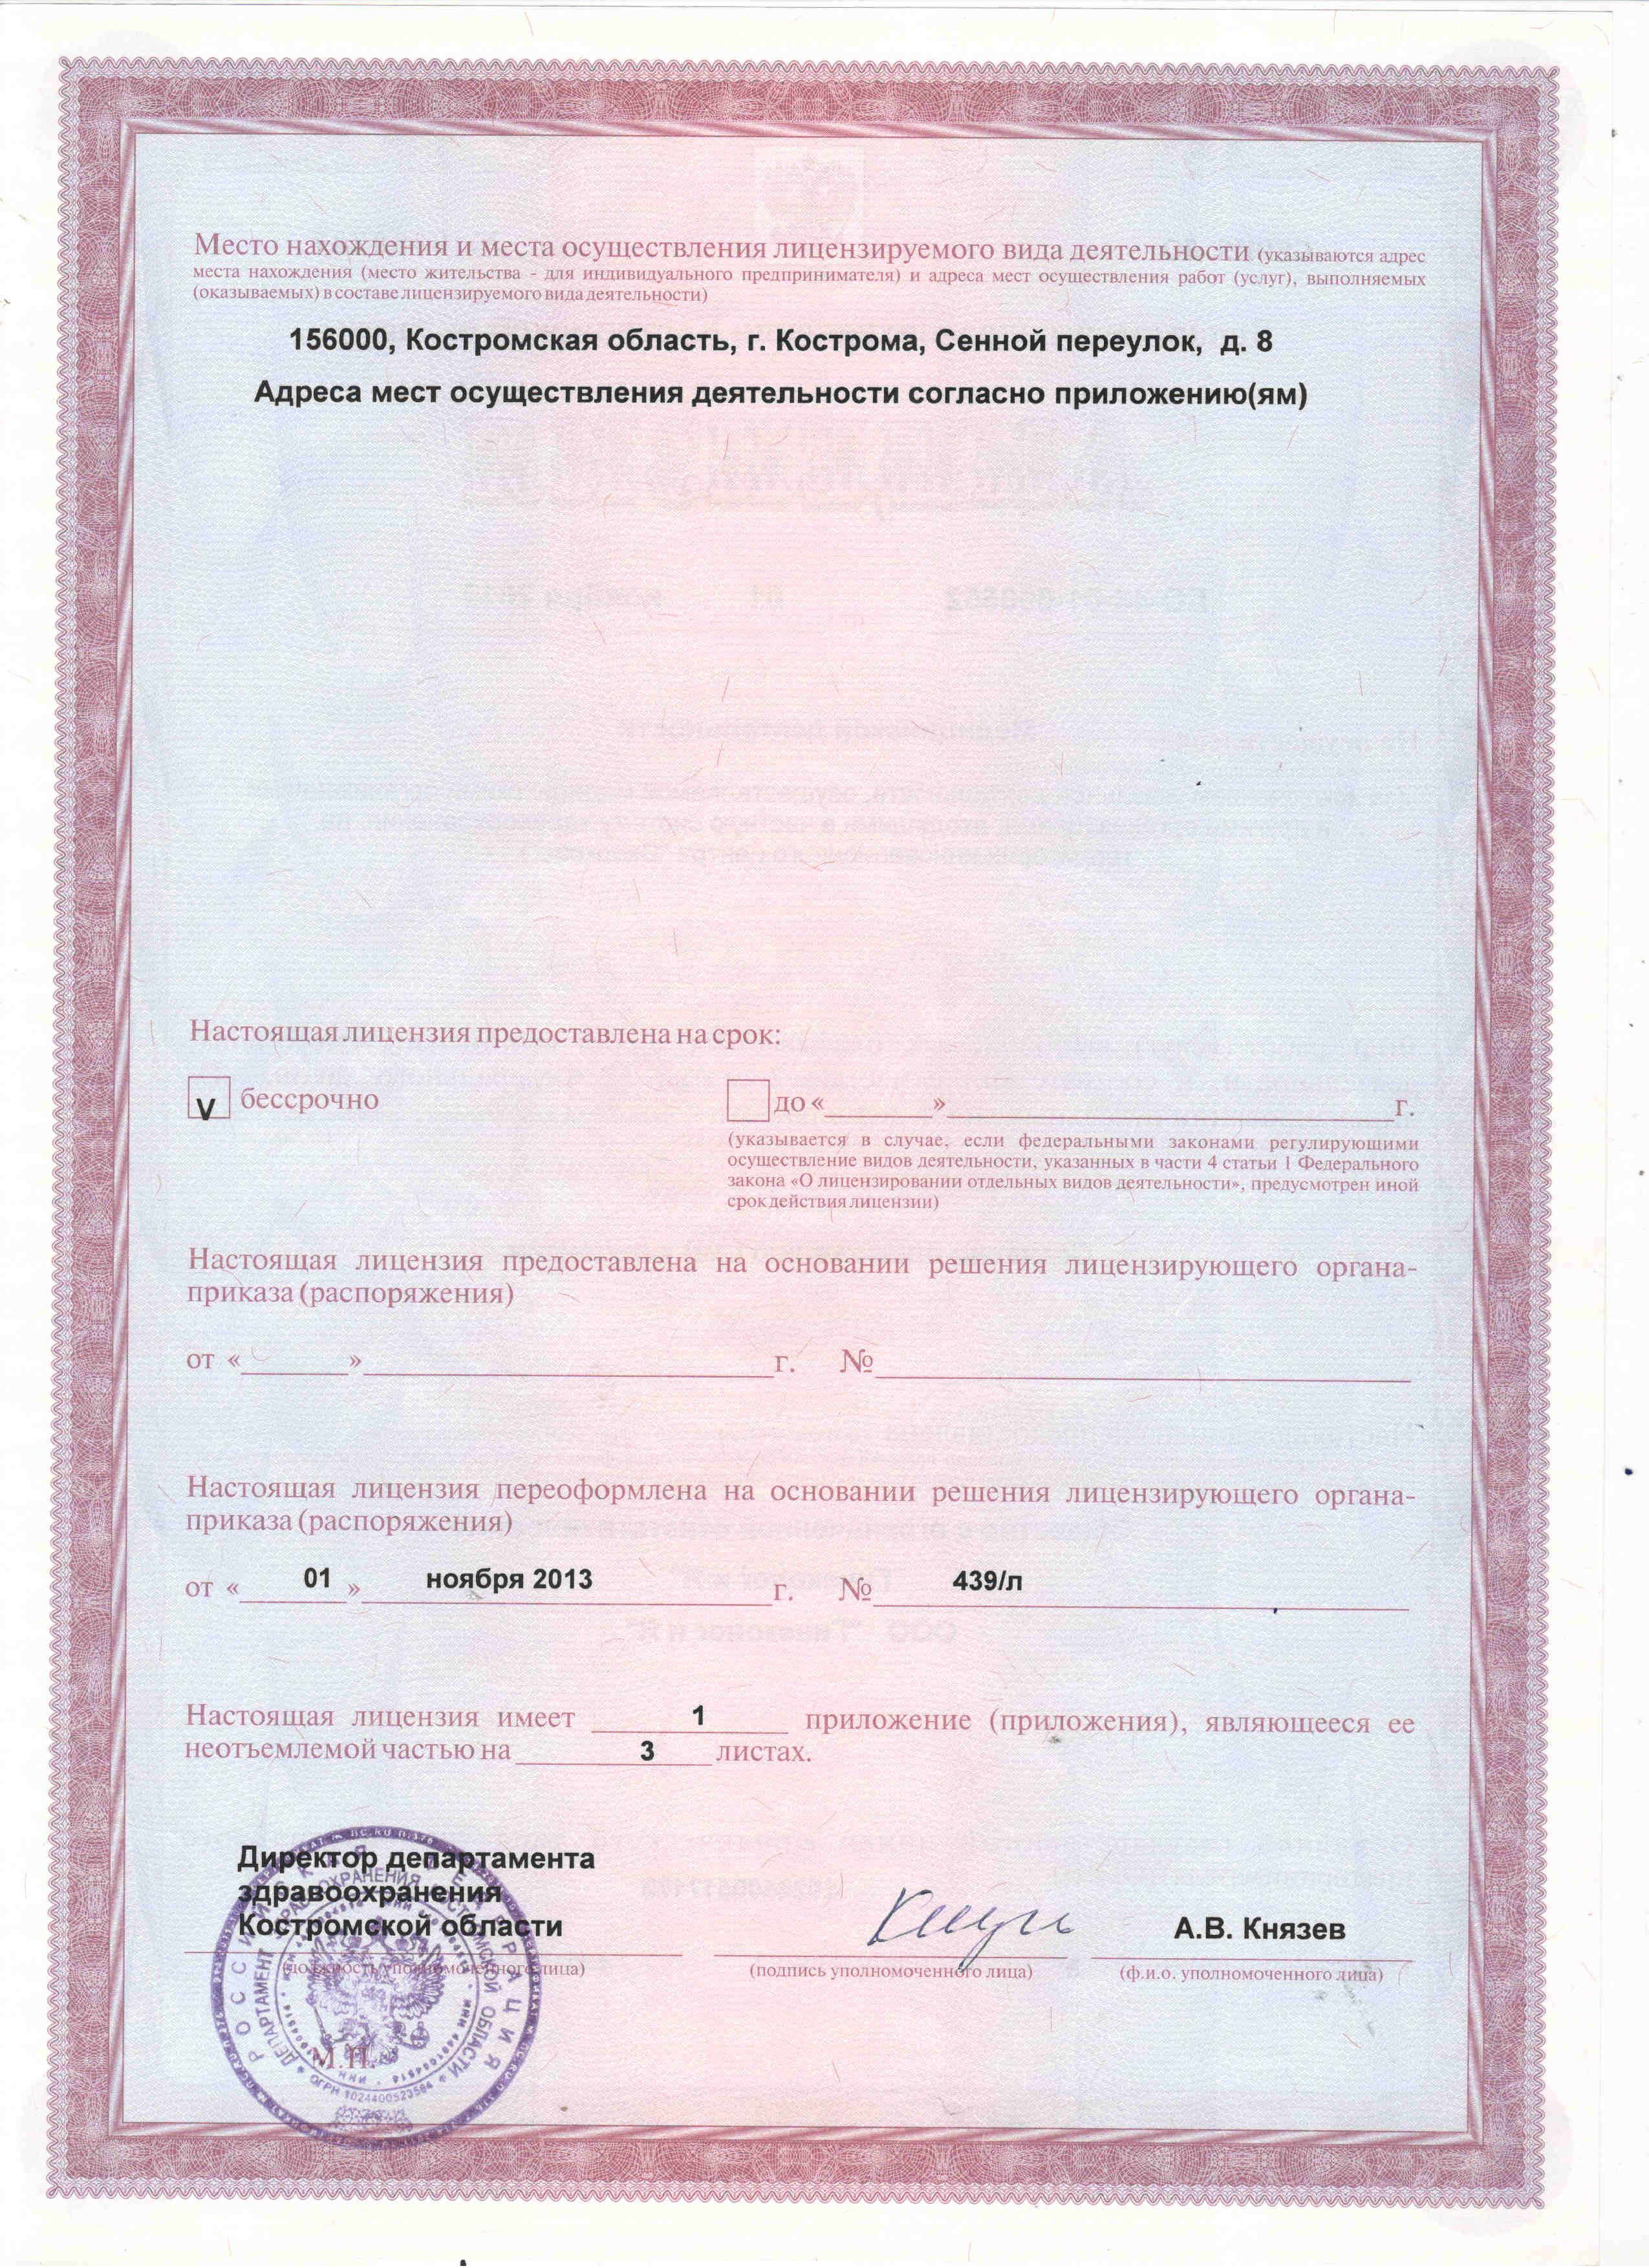 Место нахождения и места осуществления лицензируемого вида деятельности (указываются адрес
места нахождения (место жительства - для индивидуального предпринимателя) и адреса мест осуществления работ (услуг), выполняемых
(оказываемых) в составе лицензируемого вида деятельности)
156000, Костромская область, г. Кострома, Сенной переулок, д. 8
Адреса мест осуществления деятельности согласно приложению(ям)
Настоящая лицензия предоставлена на срок:
V бессрочно
до « » г.
(указывается в случае, если федеральными законами регулирующими
осуществление видов деятельности, указанных в части 4 статьи 1 Федерального
закона «О лицензировании отдельных видов деятельности», предусмотрен иной
срок действия лицензии)
Настоящая лицензия предоставлена на основании решения лицензирующего органа-
приказа (распоряжения)
от « » г. №
Настоящая лицензия переоформлена на основании решения лицензирующего органа-
приказа (распоряжения)
от « 01 » ноября 2013 г. № 439/л
Настоящая лицензия имеет 1 приложение (приложения), являющееся ее
неотъемлемой частью на 3 листах.
Директор департамента
здравоохранения
Костромской области
А.В. Князев
(должность уполномоченного лица)
(подпись уполномоченного лица)
(ф.и.о. уполномоченного лица)
М.П.
РОССИЙСКАЯ ФЕДЕРАЦИЯ
ДЕПАРТАМЕНТ ЗДРАВООХРАНЕНИЯ КОСТРОМСКОЙ ОБЛАСТИ
ОГРН 1024400523584